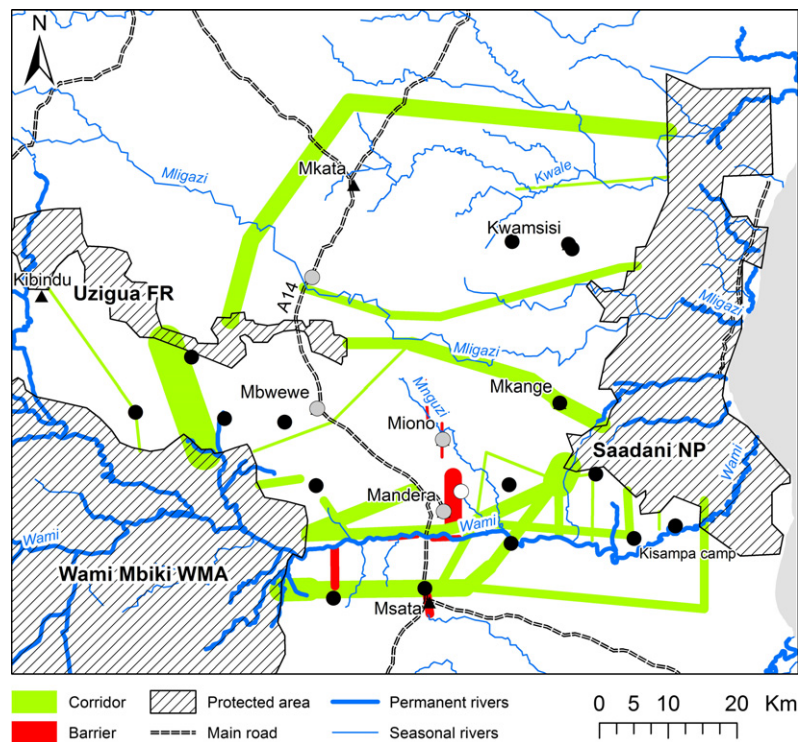 N
Mligazi
Mkata
Kwale
Kwamsisi
Kibindu
Uzigua FR
A14
Mligazi
Mligazi
Mbwewe
Mnguzi
Mkange
Miono
Saadani NP
Wami
Mandera
Wami
Wami
Kisampa camp
Wami Mbiki WMA
Msata
Corridor
Protected area
Permanent rivers
0 5 10 20 Km
Barrier
Main road
Seasonal rivers